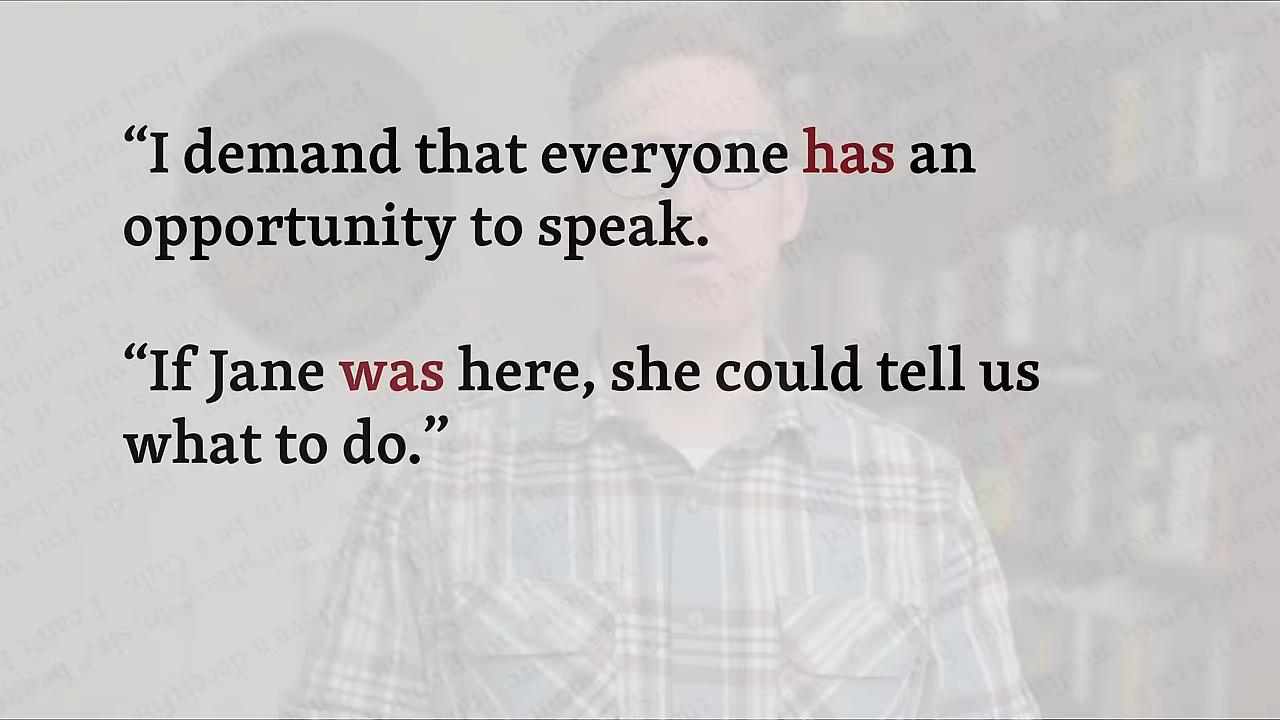 “I demand that everyone has an
opportunity to speak.
“If Jane was here, she could tell us
what to do.”